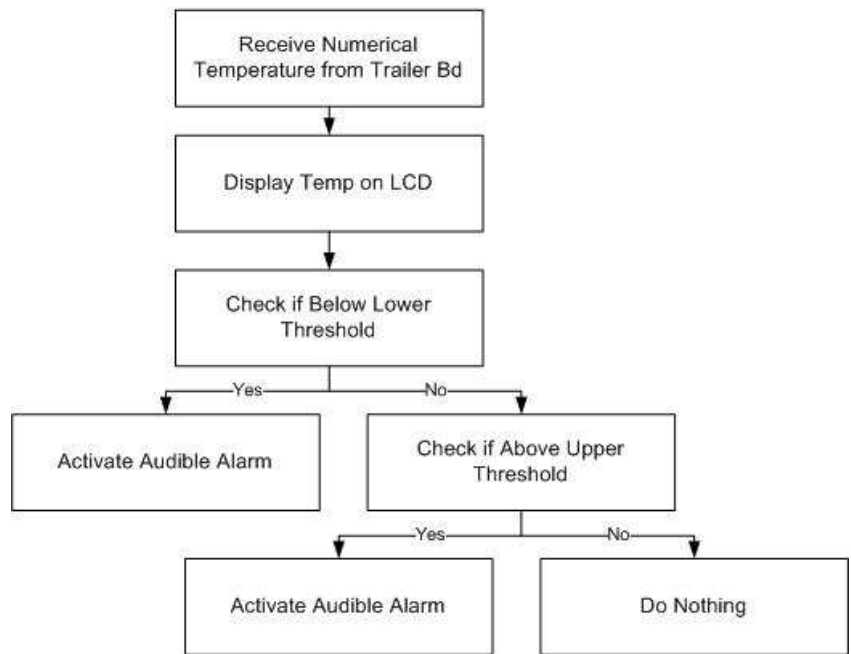 Receive Numerical
Temperature from Trailer Bd
Display Temp on LCD
Check if Below Lower
Threshold
Yes
No
Activate Audible Alarm
Check if Above Upper
Threshold
Yes
No
Activate Audible Alarm
Do Nothing